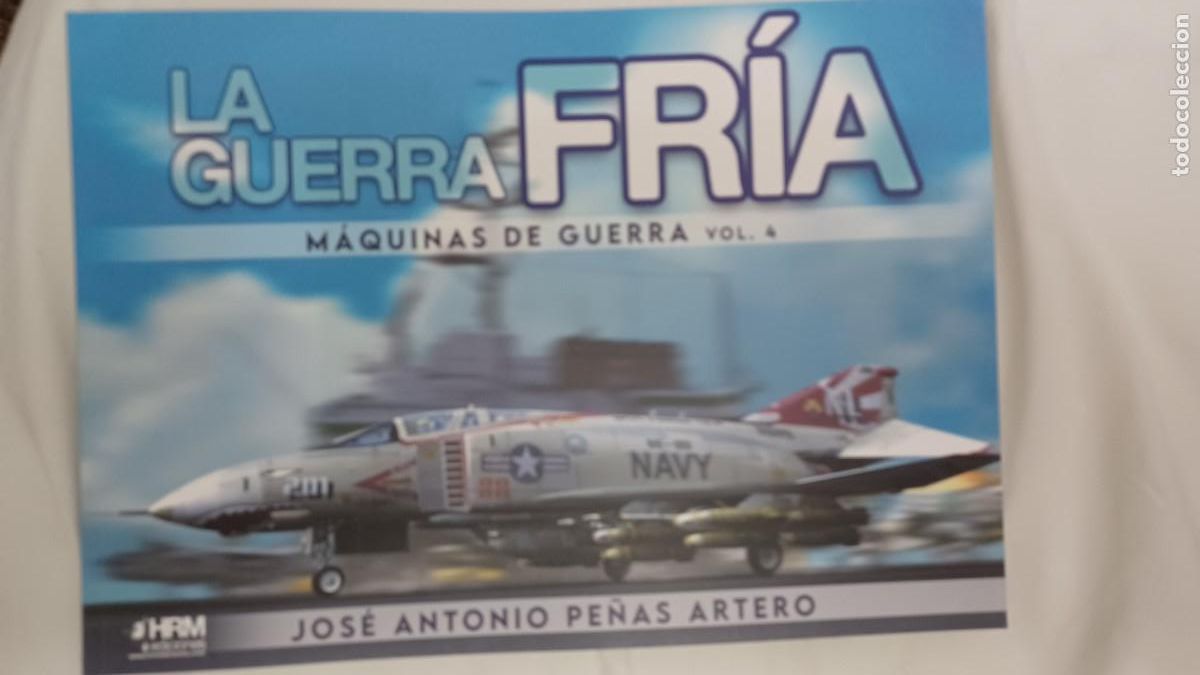 LA
GUERRA FRÍA
MÁQUINAS DE GUERRA VOL. 4
201
NAVY
JOSÉ ANTONIO PEÑAS ARTERO
HRM
todocoleccion